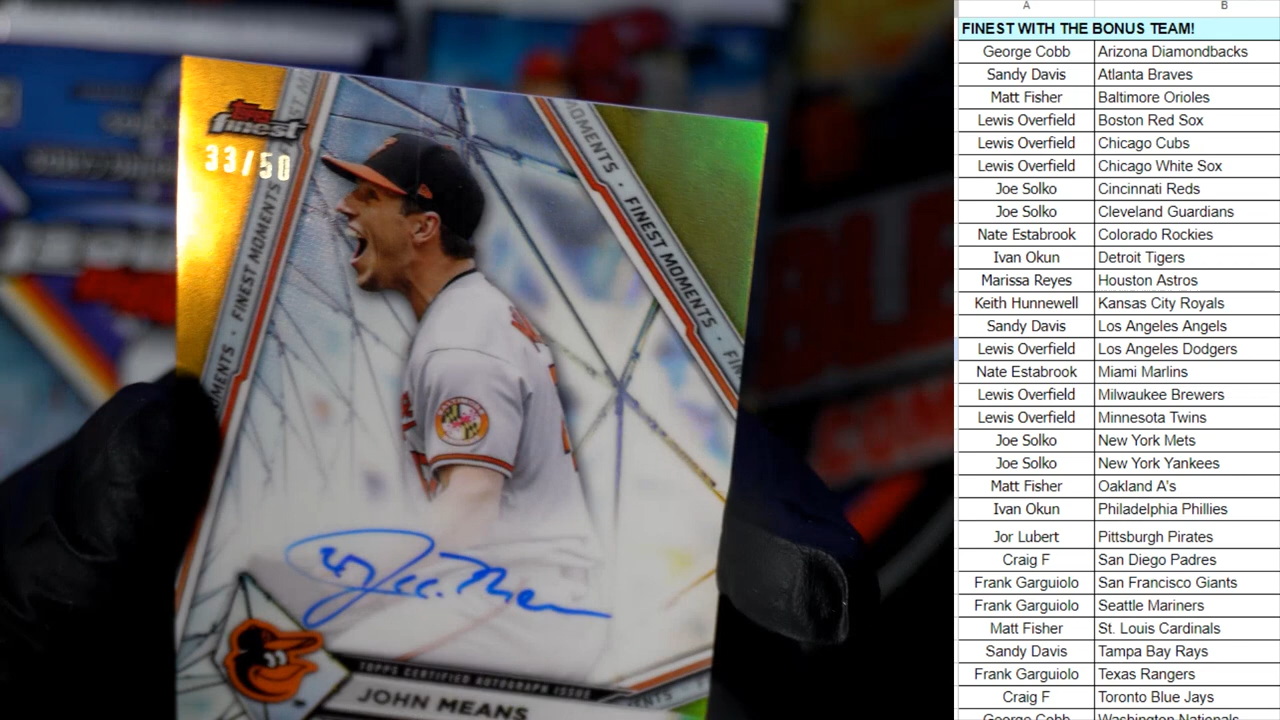 Topps
finest
33/50
FINEST MOMENTS
MOMENTS
MOMENTS · FINEST MOMENTS · FI
TOPPS CERTIFIED AUTOGRAPH ISSUE
JOHN MEANS
A B
FINEST WITH THE BONUS TEAM!
George Cobb Arizona Diamondbacks
Sandy Davis Atlanta Braves
Matt Fisher Baltimore Orioles
Lewis Overfield Boston Red Sox
Lewis Overfield Chicago Cubs
Lewis Overfield Chicago White Sox
Joe Solko Cincinnati Reds
Joe Solko Cleveland Guardians
Nate Estabrook Colorado Rockies
Ivan Okun Detroit Tigers
Marissa Reyes Houston Astros
Keith Hunnewell Kansas City Royals
Sandy Davis Los Angeles Angels
Lewis Overfield Los Angeles Dodgers
Nate Estabrook Miami Marlins
Lewis Overfield Milwaukee Brewers
Lewis Overfield Minnesota Twins
Joe Solko New York Mets
Joe Solko New York Yankees
Matt Fisher Oakland A's
Ivan Okun Philadelphia Phillies
Jor Lubert Pittsburgh Pirates
Craig F San Diego Padres
Frank Garguiolo San Francisco Giants
Frank Garguiolo Seattle Mariners
Matt Fisher St. Louis Cardinals
Sandy Davis Tampa Bay Rays
Frank Garguiolo Texas Rangers
Craig F Toronto Blue Jays
George Cobb Washington Nationals